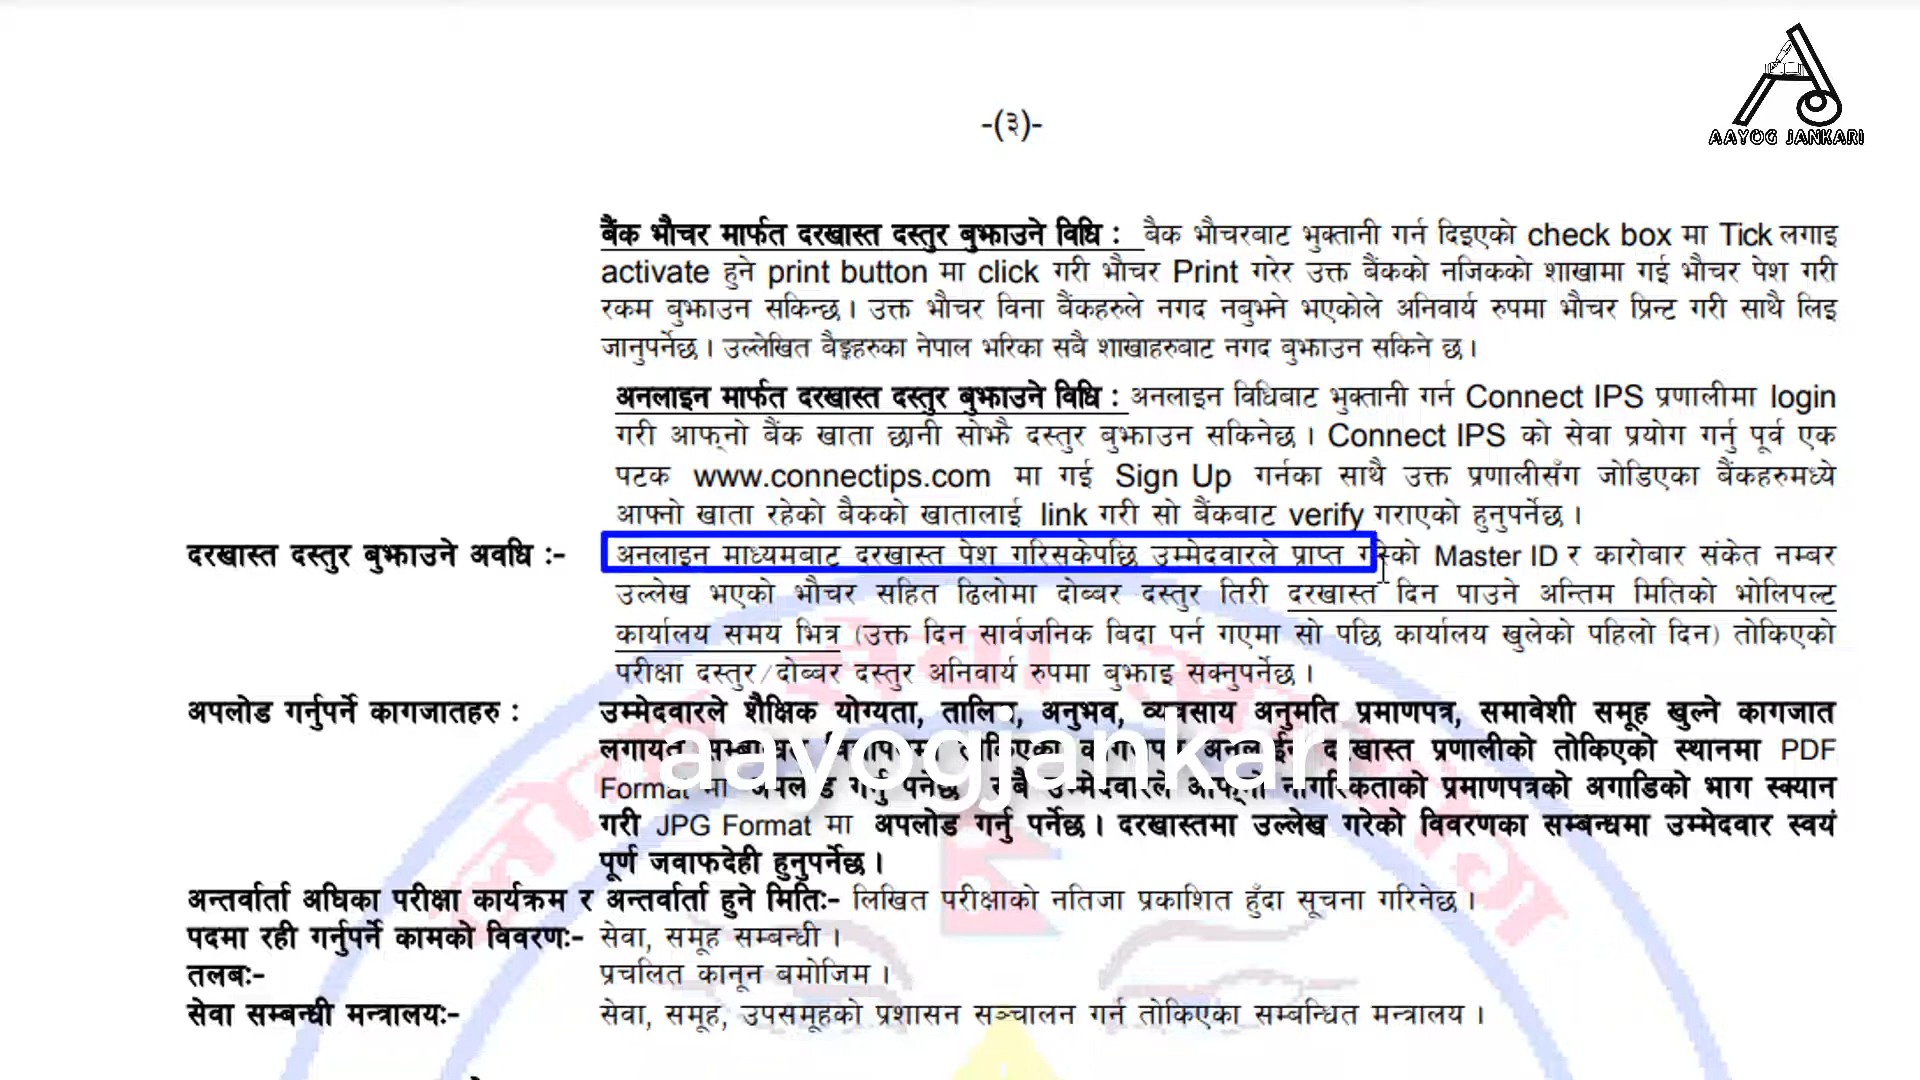 AAYOG JANKARI
-(३)-
बैंक भौचर मार्फत दरखास्त दस्तुर बुझाउने विधि : बैक भौचरबाट भुक्तानी गर्न दिइएको check box मा Tick लगाइ
activate हुने print button मा click गरी भौचर Print गरेर उक्त बैंकको नजिकको शाखामा गई भौचर पेश गरी
रकम बुझाउन सकिन्छ। उक्त भौचर विना बैंकहरुले नगद नबुझ्ने भएकोले अनिवार्य रुपमा भौचर प्रिन्ट गरी साथै लिइ
जानुपर्नेछ। उल्लेखित बैङ्कहरुका नेपाल भरिका सबै शाखाहरुबाट नगद बुझाउन सकिने छ।
अनलाइन मार्फत दरखास्त दस्तुर बुझाउने विधि : अनलाइन विधिबाट भुक्तानी गर्न Connect IPS प्रणालीमा login
गरी आफ्‌नो बैंक खाता छानी सोझै दस्तुर बुझाउन सकिनेछ। Connect IPS को सेवा प्रयोग गर्नु पूर्व एक
पटक www.connectips.com मा गई Sign Up गर्नका साथै उक्त प्रणालीसँग जोडिएका बैंकहरुमध्ये
आफ्नो खाता रहेको बैकको खातालाई link गरी सो बैंकबाट verify गराएको हुनुपर्नेछ।
दरखास्त दस्तुर बुझाउने अवधि :- अनलाइन माध्यमबाट दरखास्त पेश गरिसकेपछि उम्मेदवारले प्राप्त गरेको Master ID र कारोबार संकेत नम्बर
उल्लेख भएको भौचर सहित ढिलोमा दोब्बर दस्तुर तिरी दरखास्त दिन पाउने अन्तिम मितिको भोलिपल्ट
कार्यालय समय भित्र (उक्त दिन सार्वजनिक बिदा पर्न गएमा सो पछि कार्यालय खुलेको पहिलो दिन) तोकिएको
परीक्षा दस्तुर/दोब्बर दस्तुर अनिवार्य रुपमा बुझाइ सक्नुपर्नेछ।
अपलोड गर्नुपर्ने कागजातहरु : उम्मेदवारले शैक्षिक योग्यता, तालिम, अनुभव, व्यवसाय अनुमति प्रमाणपत्र, समावेशी समूह खुल्ने कागजात
लगायत अनलाईन दरखास्त प्रणालीको तोकिएको स्थानमा PDF
aayogjankari
Format मा अपलोड गर्नु पर्नेछ उम्मेदवारले आफ्‌नो नागरिकताको प्रमाणपत्रको अगाडिको भाग स्क्यान
गरी JPG Format मा अपलोड गर्नु पर्नेछ। दरखास्तमा उल्लेख गरेको विवरणका सम्बन्धमा उम्मेदवार स्वयं
पूर्ण जवाफदेही हुनुपर्नेछ।
अन्तर्वार्ता अघिका परीक्षा कार्यक्रम र अन्तर्वार्ता हुने मितिः- लिखित परीक्षाको नतिजा प्रकाशित हुँदा सूचना गरिनेछ।
पदमा रही गर्नुपर्ने कामको विवरणः- सेवा, समूह सम्बन्धी।
तलबः- प्रचलित कानून बमोजिम।
सेवा सम्बन्धी मन्त्रालयः- सेवा, समूह, उपसमूहको प्रशासन सञ्चालन गर्न तोकिएका सम्बन्धित मन्त्रालय।